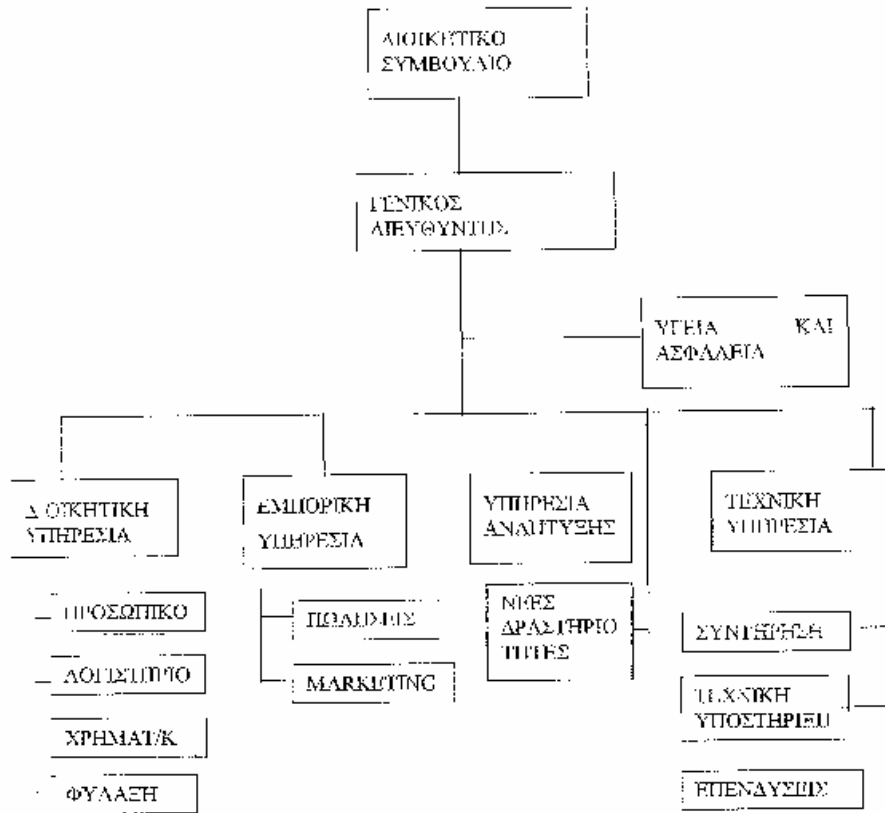 ΔΙΟΙΚΕΤΙΚΟ
ΣΥΜΒΟΥΛΙΟ
ΓΕΝΙΚΟΣ
ΔΙΕΥΘΥΝΤΗΣ
ΥΓΕΙΑ ΚΑΙ
ΑΣΦΑΛΕΙΑ
ΔΙΟΙΚΗΤΙΚΗ
ΥΠΗΡΕΣΙΑ
ΕΜΠΟΡΙΚΗ
ΥΠΗΡΕΣΙΑ
ΥΠΗΡΕΣΙΑ
ΑΝΑΠΤΥΞΗΣ
ΤΕΧΝΙΚΗ
ΥΠΗΡΕΣΙΑ
ΠΡΟΣΩΠΙΚΟ
ΛΟΓΙΣΤΗΡΙΟ
ΧΡΗΜΑΤ/Κ
ΦΥΛΑΞΗ
ΠΩΛΗΣΕΙΣ
MARKETING
ΝΕΕΣ
ΔΡΑΣΤΗΡΙΟ
ΤΗΤΕΣ
ΣΥΝΤΗΡΗΣΗ
ΤΕΧΝΙΚΗ
ΥΠΟΣΤΗΡΙΞΗ
ΕΠΕΝΔΥΣΕΙΣ